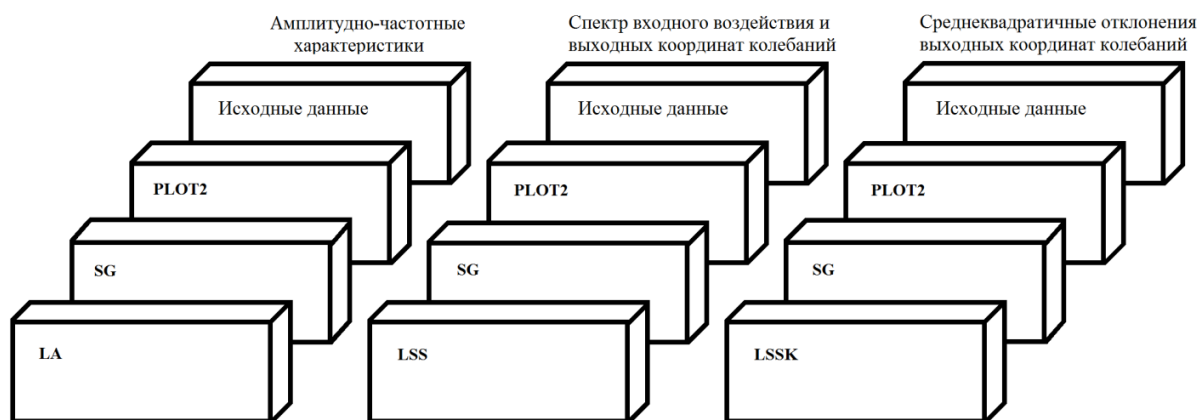 Амплитудно-частотные
характеристики
Спектр входного воздействия и
выходных координат колебаний
Среднеквадратичные отклонения
выходных координат колебаний
Исходные данные
Исходные данные
Исходные данные
PLOT2
PLOT2
PLOT2
SG
SG
SG
LA
LSS
LSSK